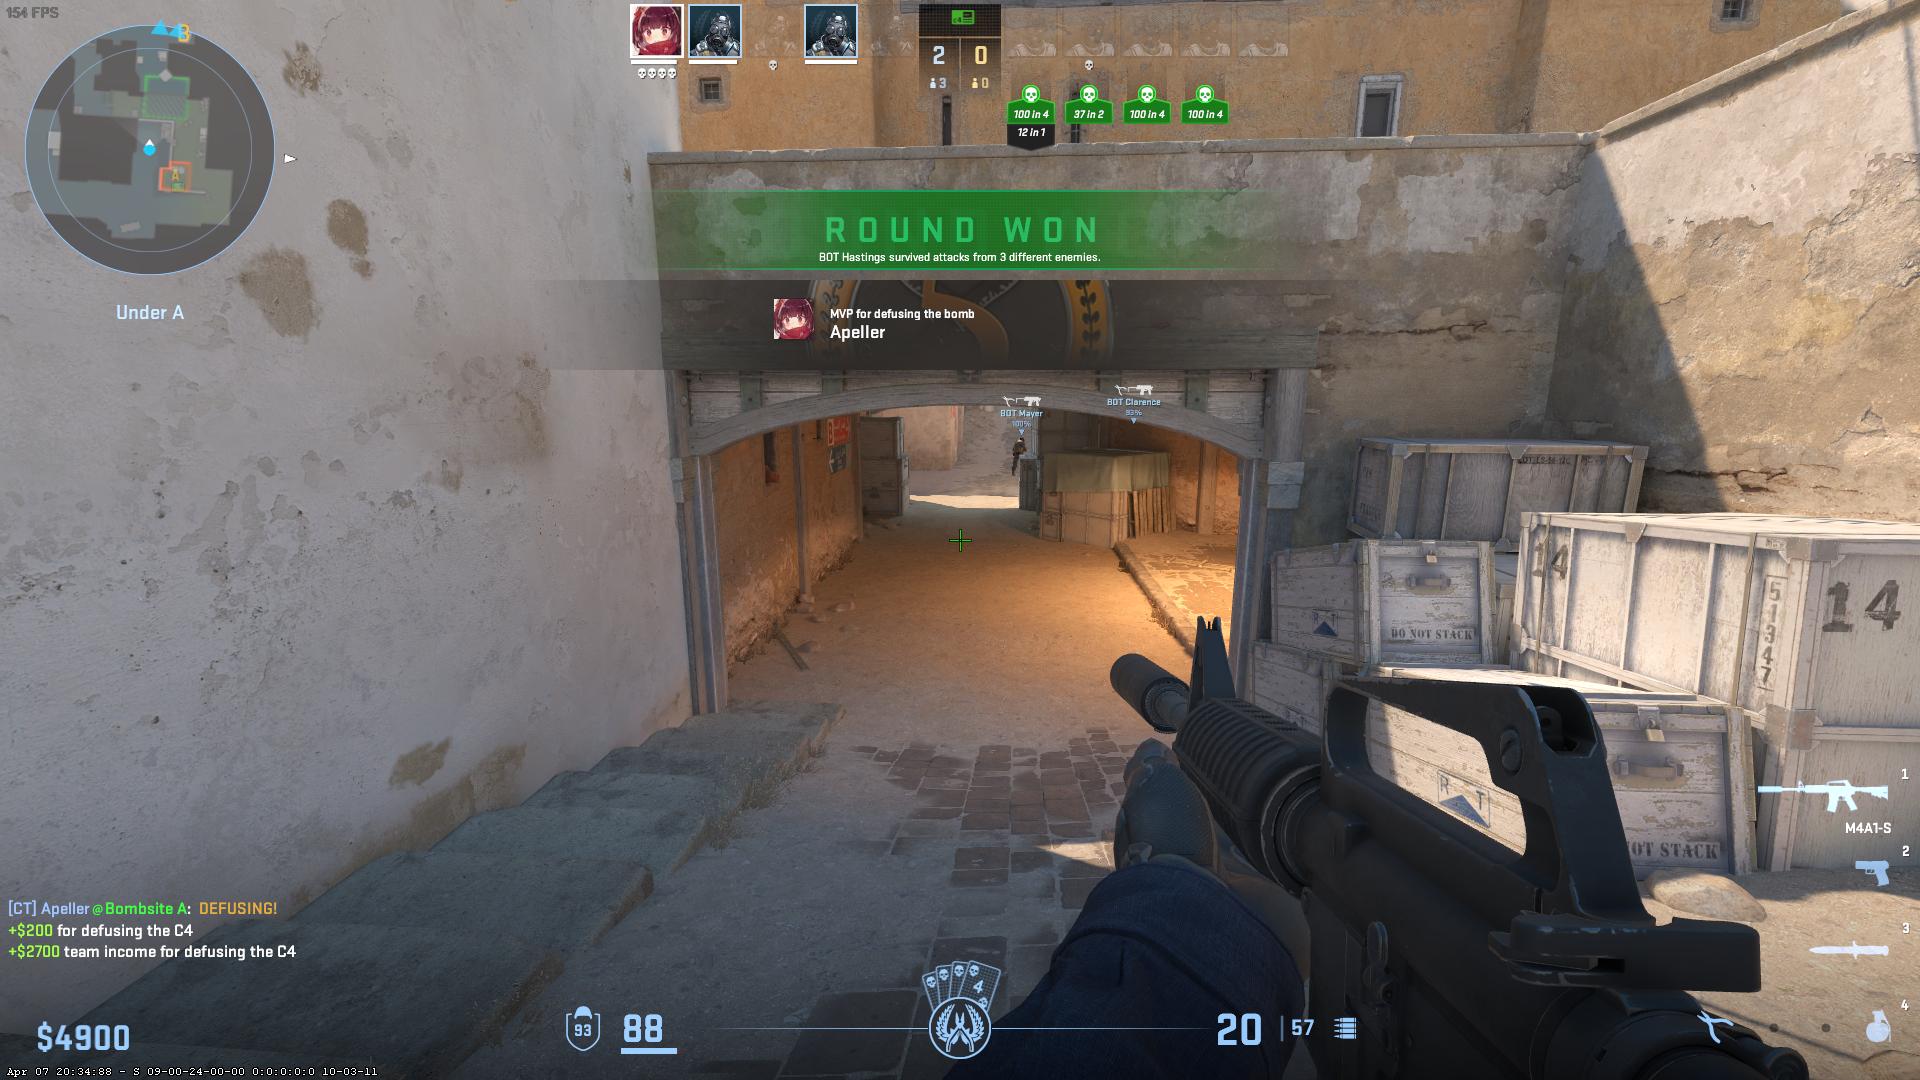 154 FPS
B
A
2 0
3 0
100 in 4
37 in 2
100 in 4
100 in 4
12 in 1
ROUND WON
BOT Hastings survived attacks from 3 different enemies.
MVP for defusing the bomb
Apeller
Under A
BOT Mayer
100%
BOT Clarence
93%
14
14
51347
DO NOT STACK
R T
NOT STACK
1
M4A1-S
2
3
4
[CT] Apeller@Bombsite A: DEFUSING!
+$200 for defusing the C4
+$2700 team income for defusing the C4
4
$4900
93
88
20 | 57
Apr 07 20:34:88 - S 09-00-24-00-00 0:0:0:0:0 10-03-11